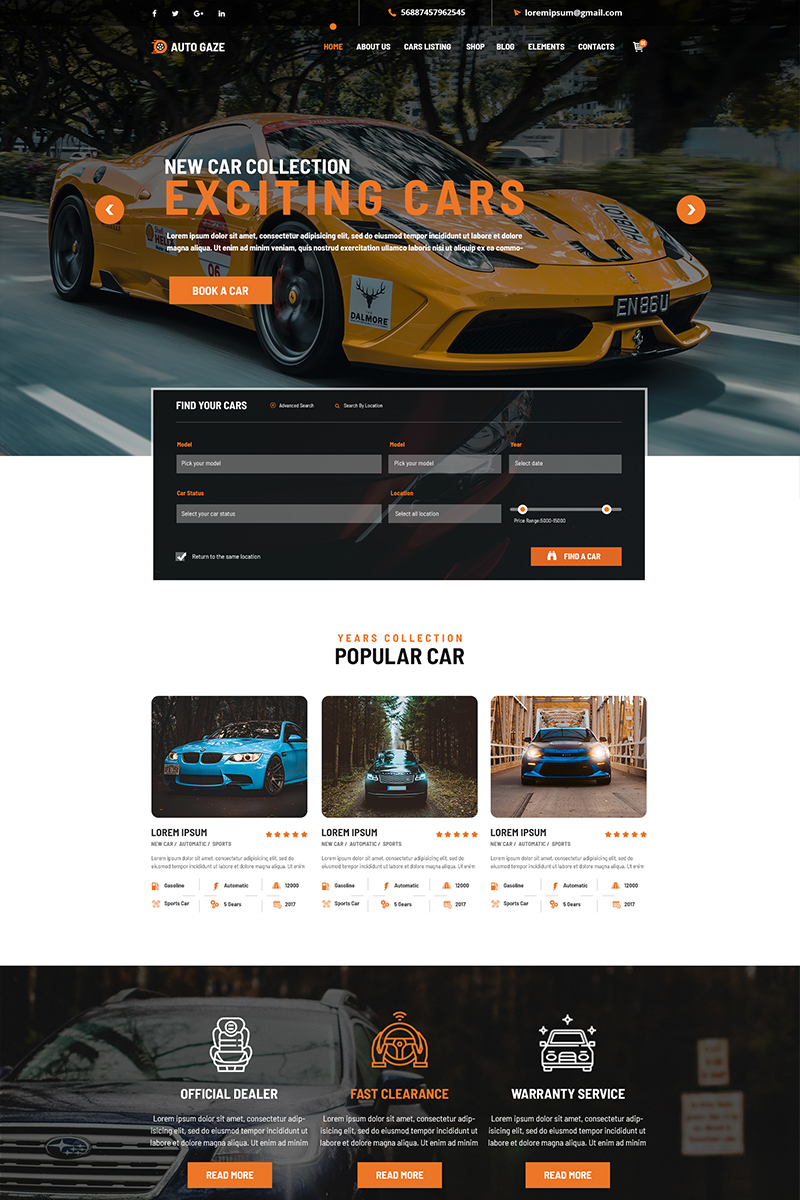 56887457962545
loremipsum@gmail.com
AUTO GAZE
HOME ABOUT US CARS LISTING SHOP BLOG ELEMENTS CONTACTS
NEW CAR COLLECTION
EXCITING CARS
Lorem ipsum dolor sit amet, consectetur adipisicing elit, sed do eiusmod tempor incididunt ut labore et dolore
magna aliqua. Ut enim ad minim veniam, quis nostrud exercitation ullamco laboris nisi ut aliquip ex ea commo-
BOOK A CAR
Shell
06
THE
DALMORE
EN86U
FIND YOUR CARS Advanced Search Search By Location
Model Model Year
Pick your model Pick your model Select date
Car Status Location
Select your car status Select all location
Price Range:5000-15000
Return to the same location
FIND A CAR
YEARS COLLECTION
POPULAR CAR
LOREM IPSUM
NEW CAR / AUTOMATIC / SPORTS
Lorem ipsum dolor sit amet, consectetur adipisicing elit, sed do
eiusmod tempor incididunt ut labore et dolore magna aliqua. Ut enim
Gasoline Automatic 12000
Sports Car 5 Gears 2017
LOREM IPSUM
NEW CAR / AUTOMATIC / SPORTS
Lorem ipsum dolor sit amet, consectetur adipisicing elit, sed do
eiusmod tempor incididunt ut labore et dolore magna aliqua. Ut enim
Gasoline Automatic 12000
Sports Car 5 Gears 2017
LOREM IPSUM
NEW CAR / AUTOMATIC / SPORTS
Lorem ipsum dolor sit amet, consectetur adipisicing elit, sed do
eiusmod tempor incididunt ut labore et dolore magna aliqua. Ut enim
Gasoline Automatic 12000
Sports Car 5 Gears 2017
OFFICIAL DEALER
Lorem ipsum dolor sit amet, consectetur adip-
isicing elit, sed do eiusmod tempor incididunt ut
labore et dolore magna aliqua. Ut enim ad minim
READ MORE
FAST CLEARANCE
Lorem ipsum dolor sit amet, consectetur adip-
isicing elit, sed do eiusmod tempor incididunt ut
labore et dolore magna aliqua. Ut enim ad minim
READ MORE
WARRANTY SERVICE
Lorem ipsum dolor sit amet, consectetur adip-
isicing elit, sed do eiusmod tempor incididunt ut
labore et dolore magna aliqua. Ut enim ad minim
READ MORE